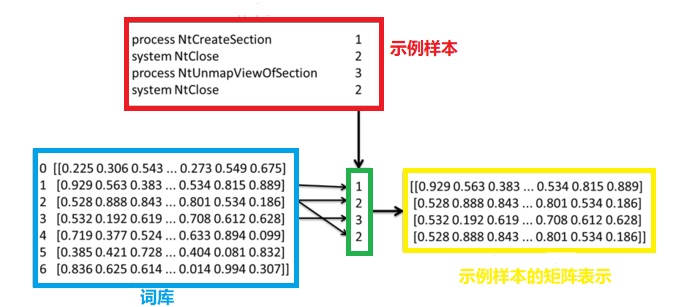 process NtCreateSection 1
system NtClose 2
process NtUnmapViewOfSection 3
system NtClose 2
示例样本
0 [[0.225 0.306 0.543 ... 0.273 0.549 0.675]
1 [0.929 0.563 0.383 ... 0.534 0.815 0.889]
2 [0.528 0.888 0.843 ... 0.801 0.534 0.186]
3 [0.532 0.192 0.619 ... 0.708 0.612 0.628]
4 [0.719 0.377 0.524 ... 0.633 0.894 0.099]
5 [0.385 0.421 0.728 ... 0.404 0.081 0.832]
6 [0.836 0.625 0.614 ... 0.014 0.994 0.307]]
词库
1
2
3
2
[[0.929 0.563 0.383 ... 0.534 0.815 0.889]
[0.528 0.888 0.843 ... 0.801 0.534 0.186]
[0.532 0.192 0.619 ... 0.708 0.612 0.628]
[0.528 0.888 0.843 ... 0.801 0.534 0.186]]
示例样本的矩阵表示